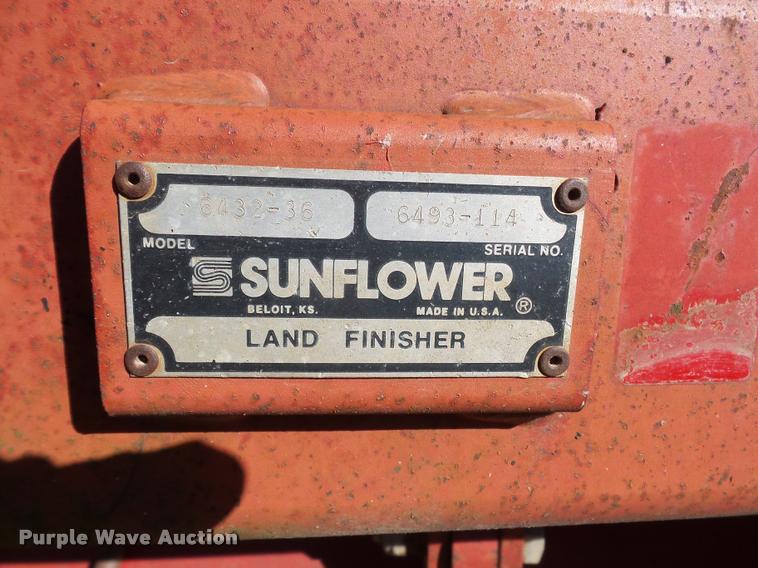 6432-36 6493-114
MODEL SERIAL NO.
S SUNFLOWER ®
BELOIT, KS. MADE IN U.S.A.
LAND FINISHER
Purple Wave Auction